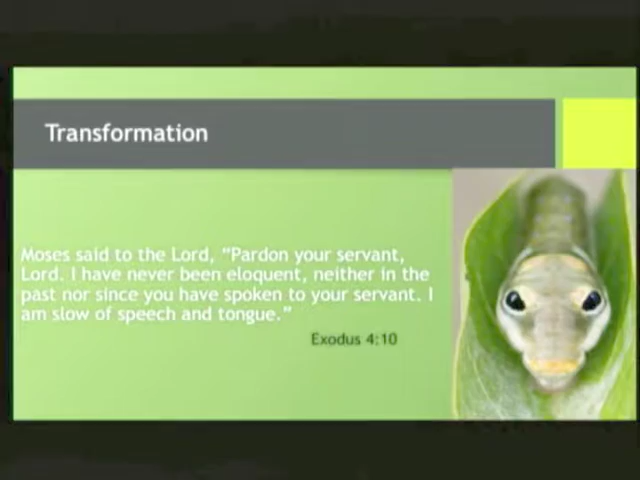 Transformation
Moses said to the Lord, “Pardon your servant,
Lord. I have never been eloquent, neither in the
past nor since you have spoken to your servant. I
am slow of speech and tongue.”
Exodus 4:10